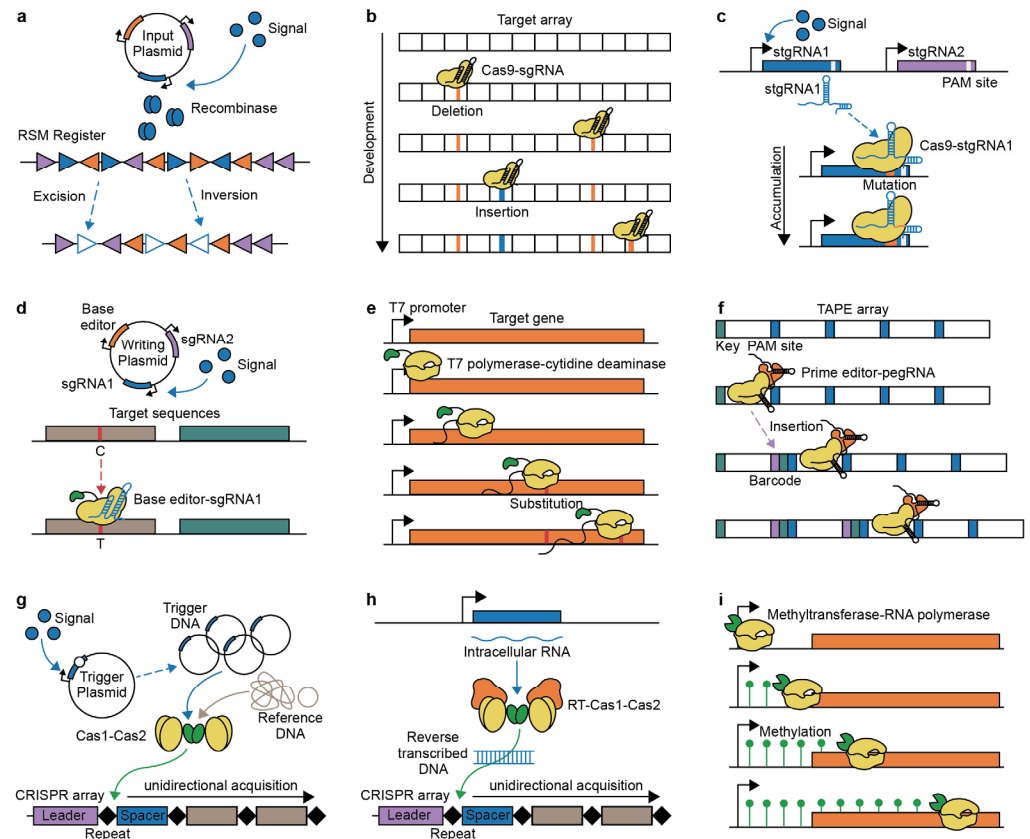 a
Input
Plasmid
Signal
Recombinase
RSM Register
Excision
Inversion
b
Target array
Development
Cas9-sgRNA
Deletion
Insertion
c
Signal
stgRNA1
stgRNA2
PAM site
stgRNA1
Cas9-stgRNA1
Accumulation
Mutation
d
Base
editor
Writing
Plasmid
sgRNA2
sgRNA1
Signal
Target sequences
C
Base editor-sgRNA1
T
e
T7 promoter
Target gene
T7 polymerase-cytidine deaminase
Substitution
f
TAPE array
Key PAM site
Prime editor-pegRNA
Insertion
Barcode
g
Signal
Trigger
DNA
Trigger
Plasmid
Reference
DNA
Cas1-Cas2
CRISPR array
unidirectional acquisition
Leader
Spacer
Repeat
h
Intracellular RNA
RT-Cas1-Cas2
Reverse
transcribed
DNA
CRISPR array
unidirectional acquisition
Leader
Spacer
Repeat
i
Methyltransferase-RNA polymerase
Methylation